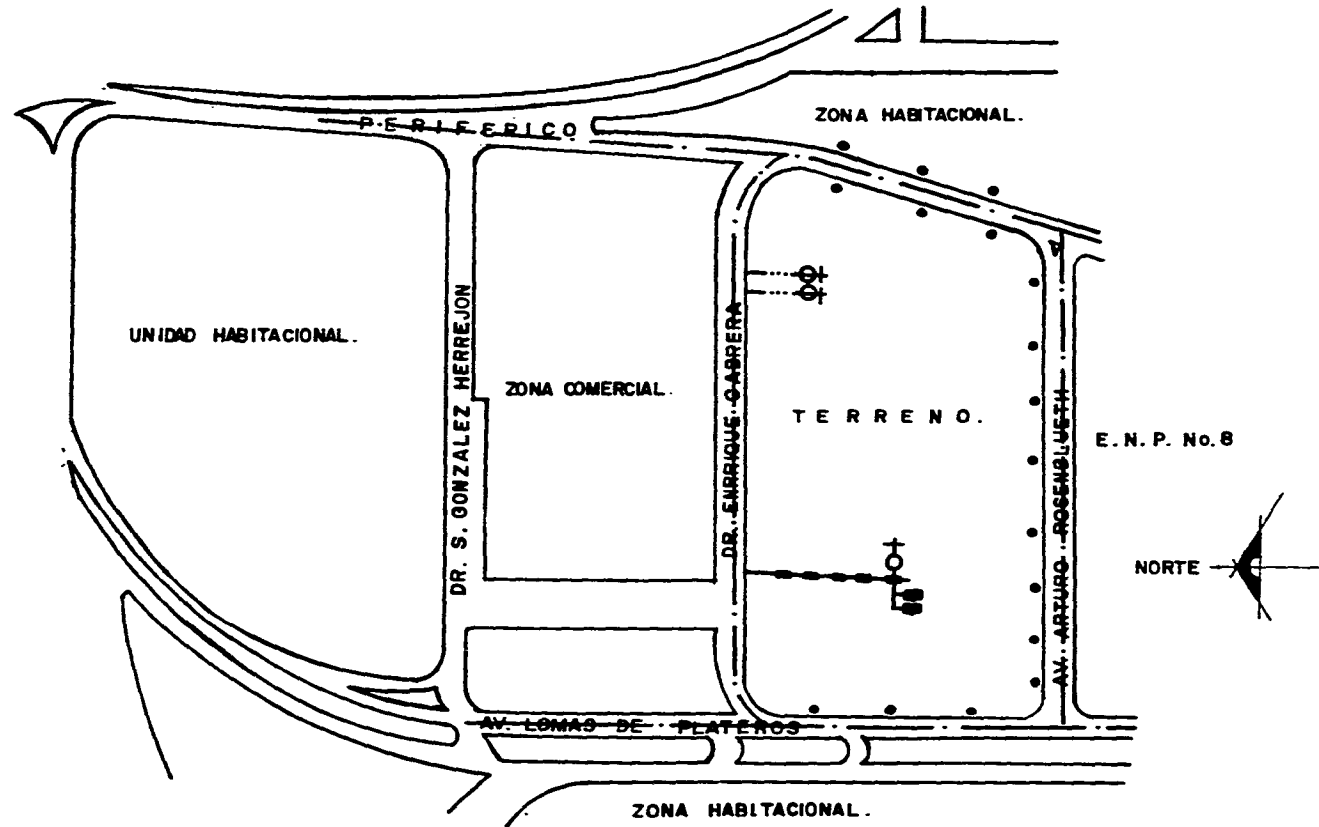 ZONA HABITACIONAL.
PERIFERICO
UNIDAD HABITACIONAL.
DR. S. GONZALEZ HERREJON
ZONA COMERCIAL.
DR. ENRIQUE CABRERA
TERRENO.
AV. ARTURO ROSENBLUETH
E.N.P. No. 8
NORTE
AV. LOMAS DE PLATEROS
ZONA HABITACIONAL.